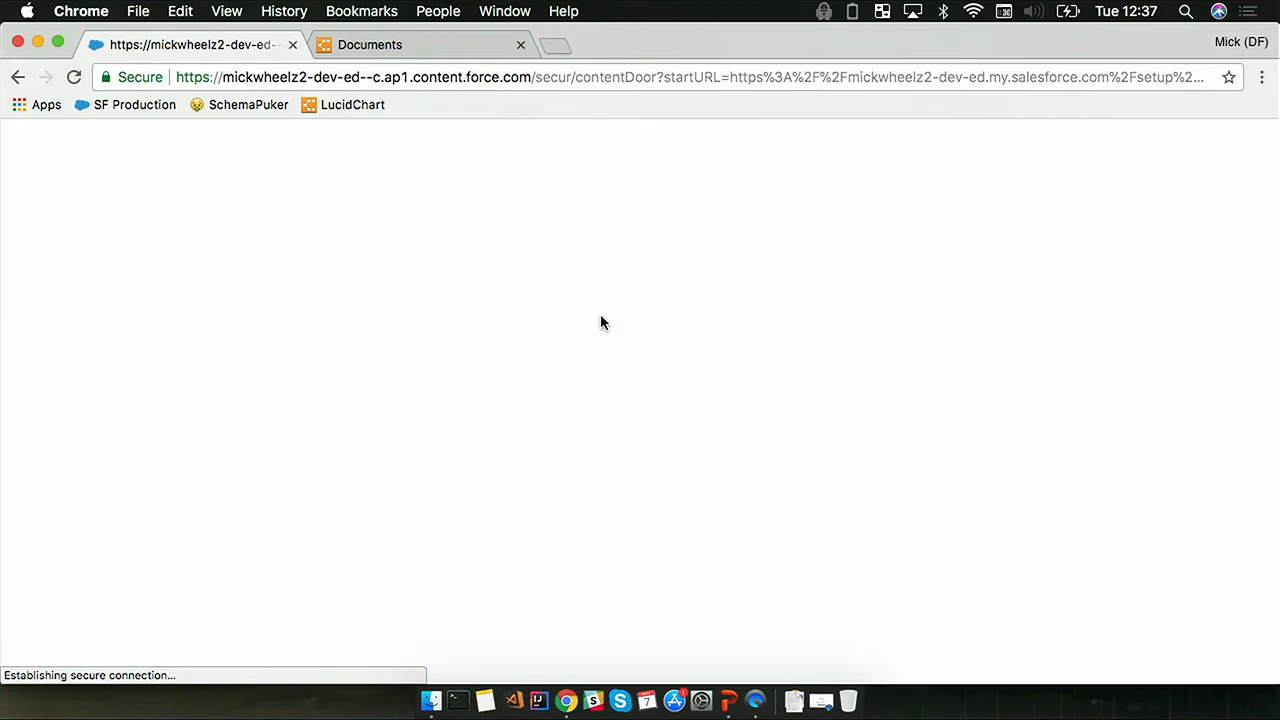 Chrome File Edit View History Bookmarks People Window Help Tue 12:37
https://mickwheelz2-dev-ed- Documents Mick (DF)
Secure https://mickwheelz2-dev-ed--c.ap1.content.force.com/secur/contentDoor?startURL=https%3A%2F%2Fmickwheelz2-dev-ed.my.salesforce.com%2Fsetup%2...
Apps SF Production SchemaPuker LucidChart
Establishing secure connection...
7 1